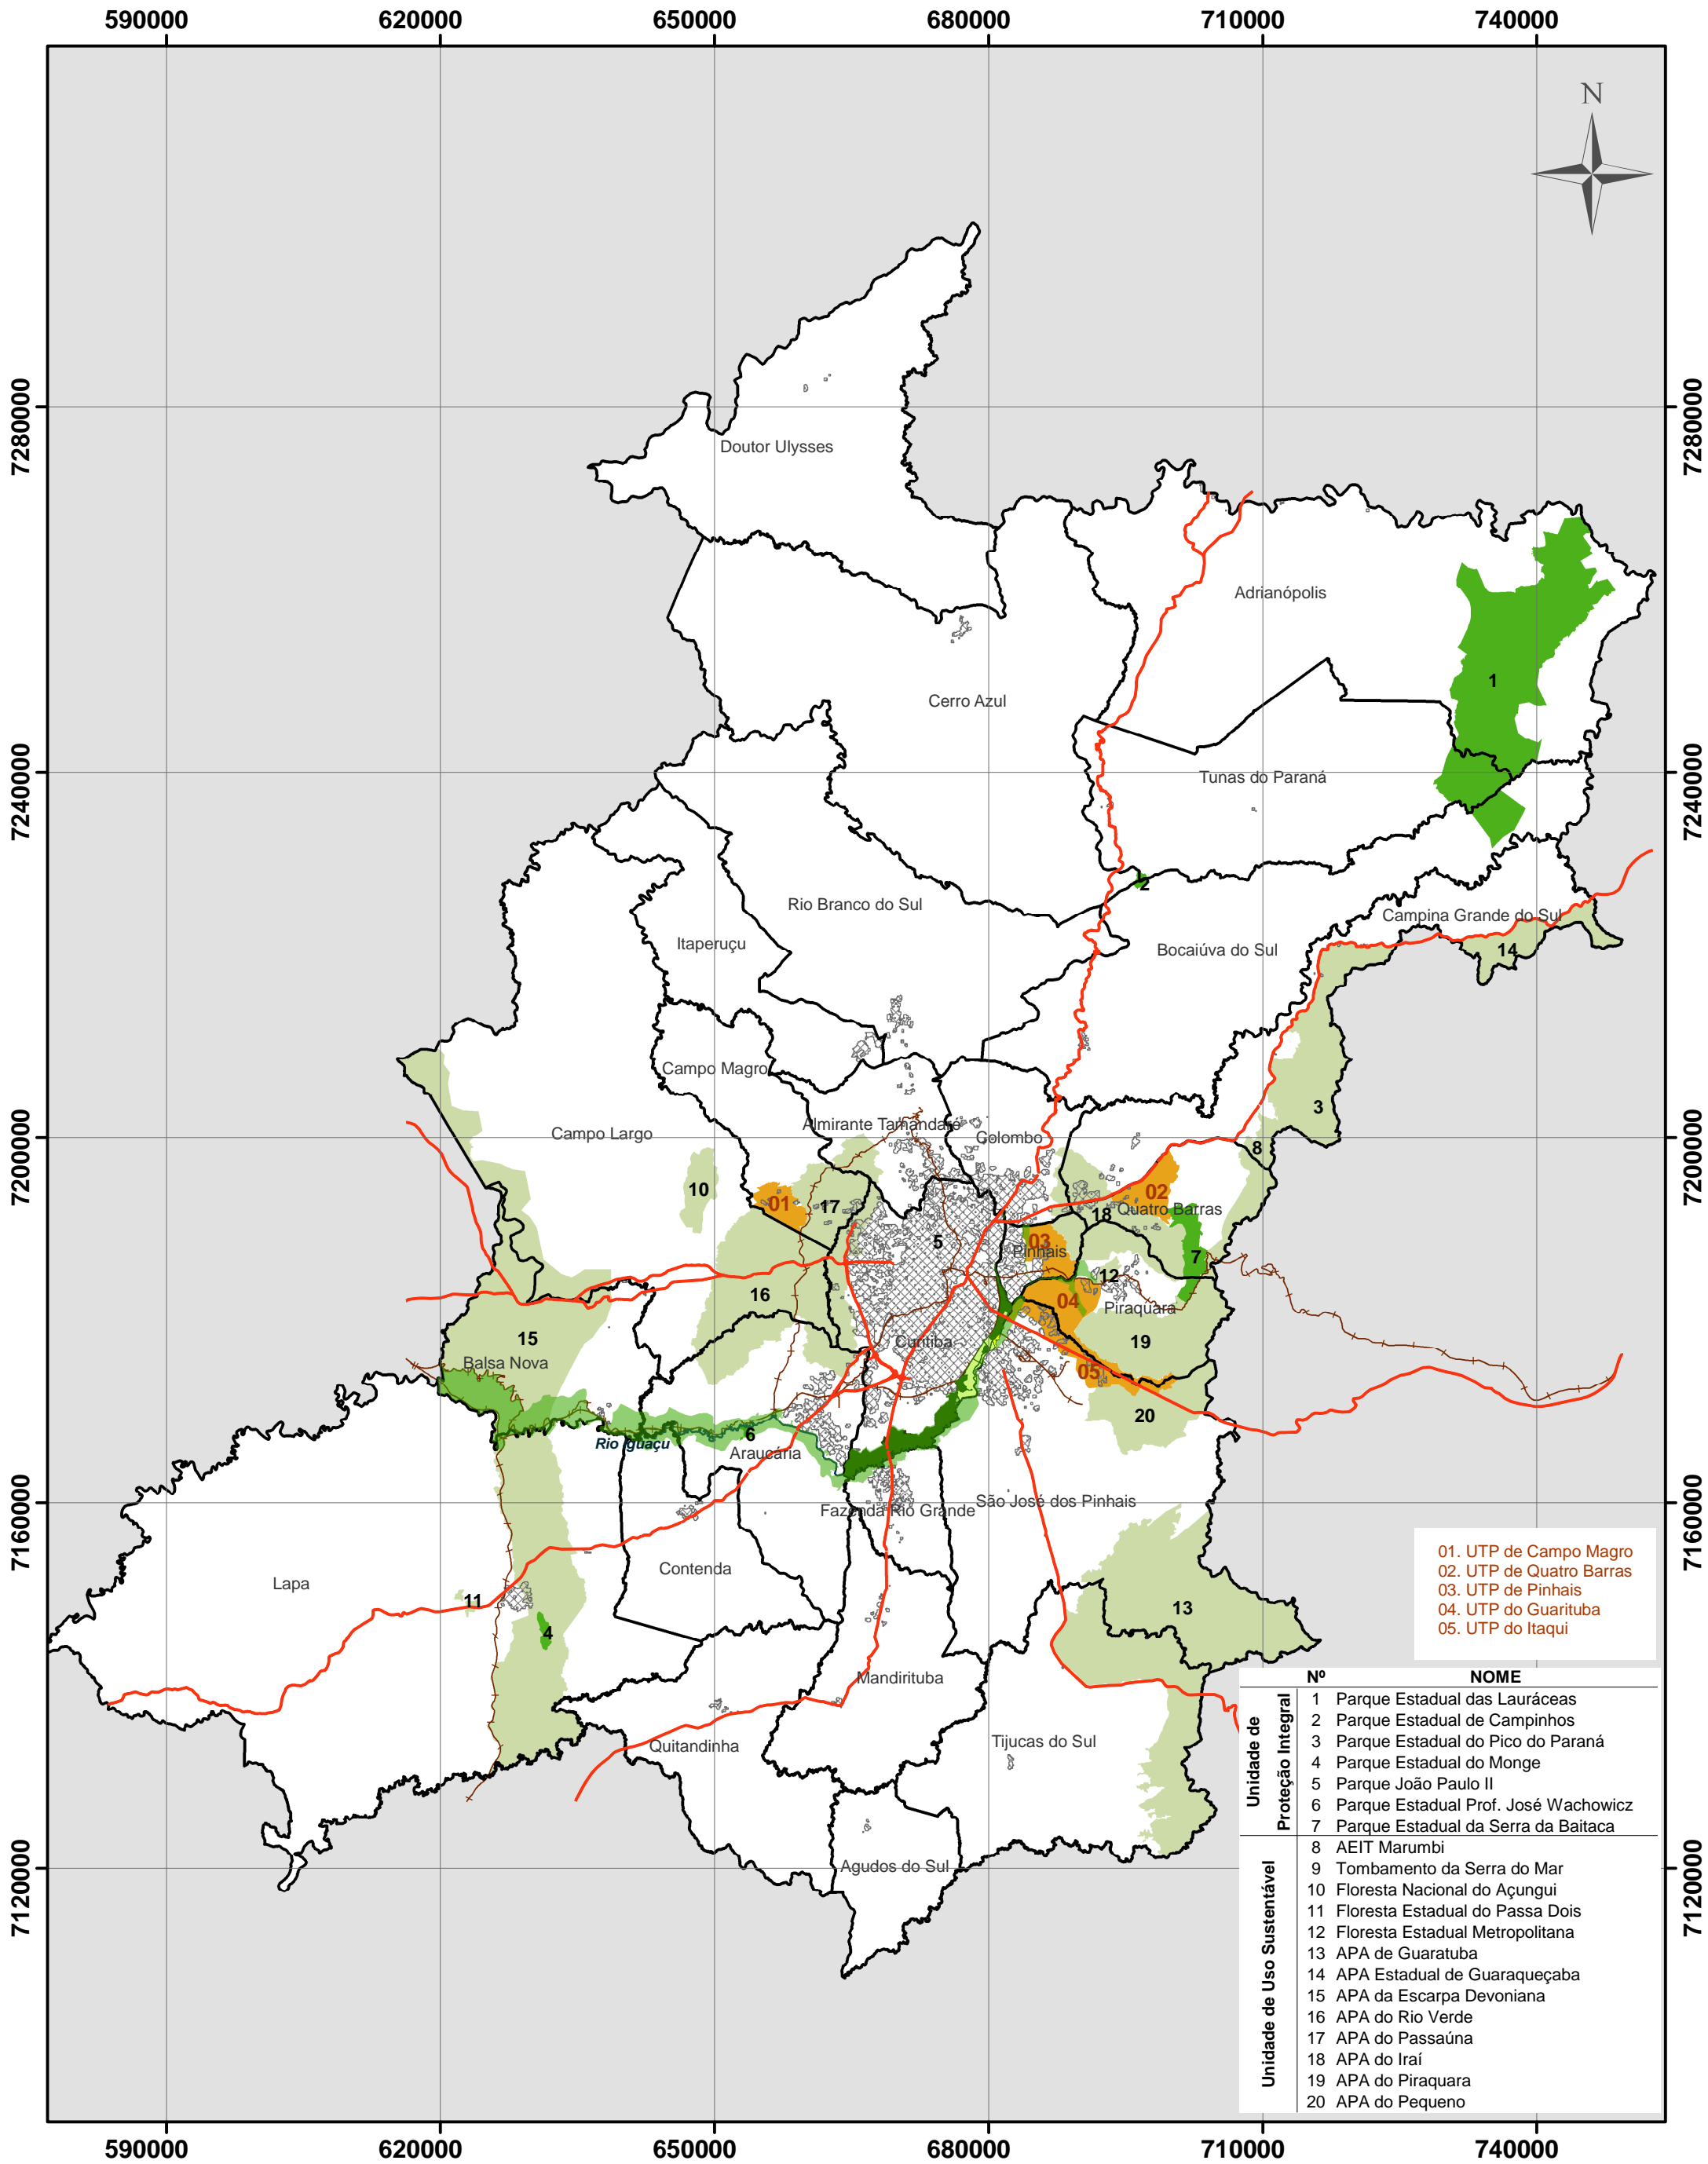 590000 620000 650000 680000 710000 740000
N
7280000
7280000
Doutor Ulysses
Adrianópolis
1
Cerro Azul
7240000
7240000
Tunas do Paraná
2
Rio Branco do Sul
Campina Grande do Sul
Itaperuçu
Bocaiúva do Sul
14
Campo Magro
3
Almirante Tamandaré
7200000
7200000
Campo Largo
Colombo
8
10
01
02
17
18
Quatro Barras
5
03
Pinhais
7
12
16
04
Piraquara
15
Curitiba
19
Balsa Nova
05
20
6
Rio Iguaçu
Araucária
7160000
7160000
São José dos Pinhais
Fazenda Rio Grande
01. UTP de Campo Magro
02. UTP de Quatro Barras
03. UTP de Pinhais
04. UTP do Guarituba
05. UTP do Itaqui
Contenda
Lapa
11
13
4
Mandirituba
Quitandinha
Tijucas do Sul
Agudos do Sul
7120000
7120000
Nº NOME
Unidade de
Proteção Integral
1 Parque Estadual das Lauráceas
2 Parque Estadual de Campinhos
3 Parque Estadual do Pico do Paraná
4 Parque Estadual do Monge
5 Parque João Paulo II
6 Parque Estadual Prof. José Wachowicz
7 Parque Estadual da Serra da Baitaca
Unidade de Uso Sustentável
8 AEIT Marumbi
9 Tombamento da Serra do Mar
10 Floresta Nacional do Açungui
11 Floresta Estadual do Passa Dois
12 Floresta Estadual Metropolitana
13 APA de Guaratuba
14 APA Estadual de Guaraqueçaba
15 APA da Escarpa Devoniana
16 APA do Rio Verde
17 APA do Passaúna
18 APA do Iraí
19 APA do Piraquara
20 APA do Pequeno
590000 620000 650000 680000 710000 740000